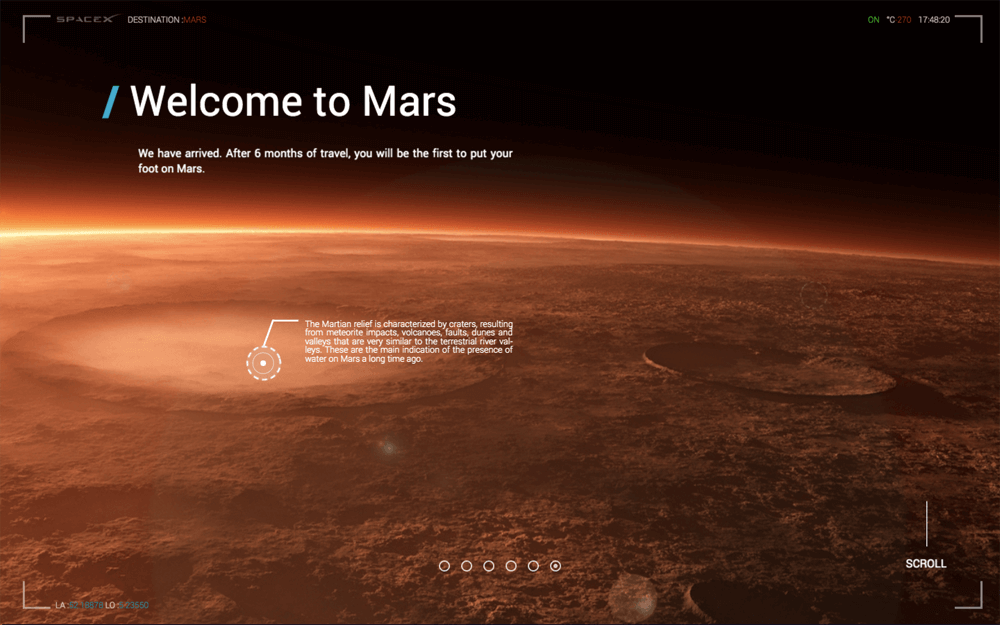 SPACEX DESTINATION :MARS
ON °C 270 17:48:20
/ Welcome to Mars
We have arrived. After 6 months of travel, you will be the first to put your
foot on Mars.
The Martian relief is characterized by craters, resulting
from meteorite impacts, volcanoes, faults, dunes and
valleys that are very similar to the terrestrial river val-
leys. These are the main indication of the presence of
water on Mars a long time ago.
SCROLL
LA: LO: